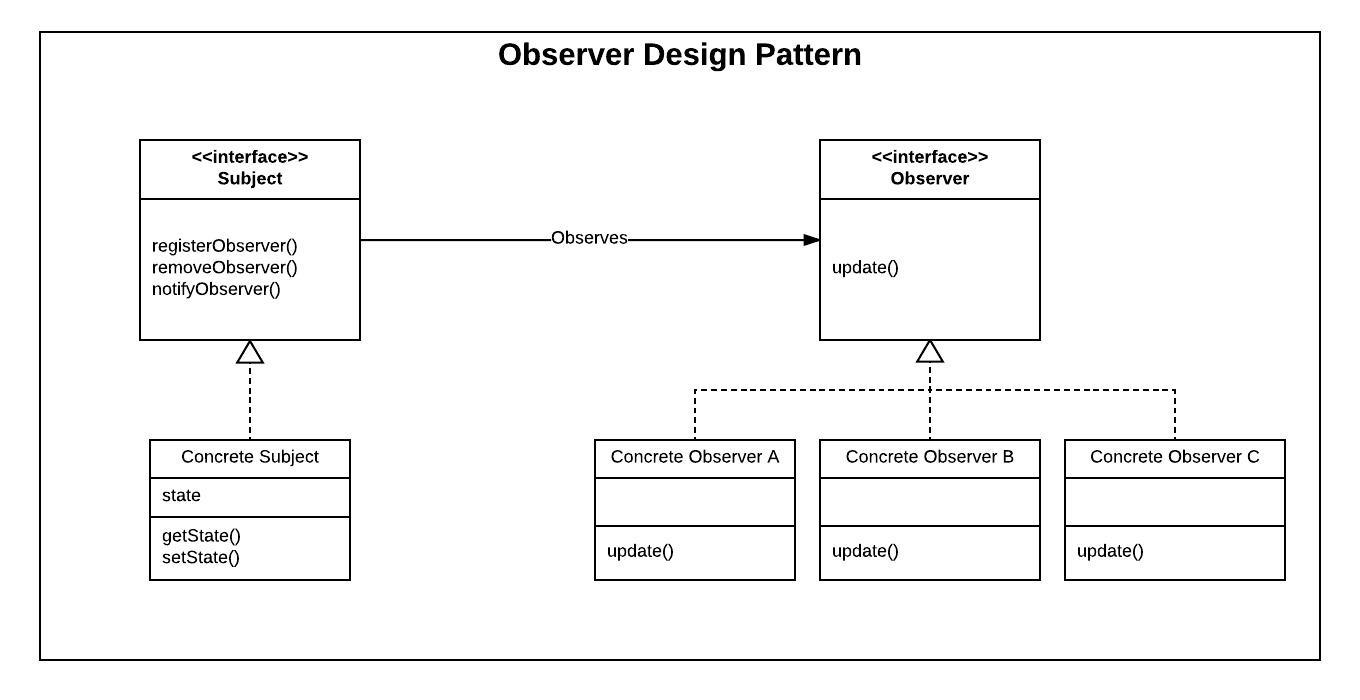 Observer Design Pattern
<<interface>>
Subject
registerObserver()
removeObserver()
notifyObserver()
Observes
<<interface>>
Observer
update()
Concrete Subject
state
getState()
setState()
Concrete Observer A
update()
Concrete Observer B
update()
Concrete Observer C
update()